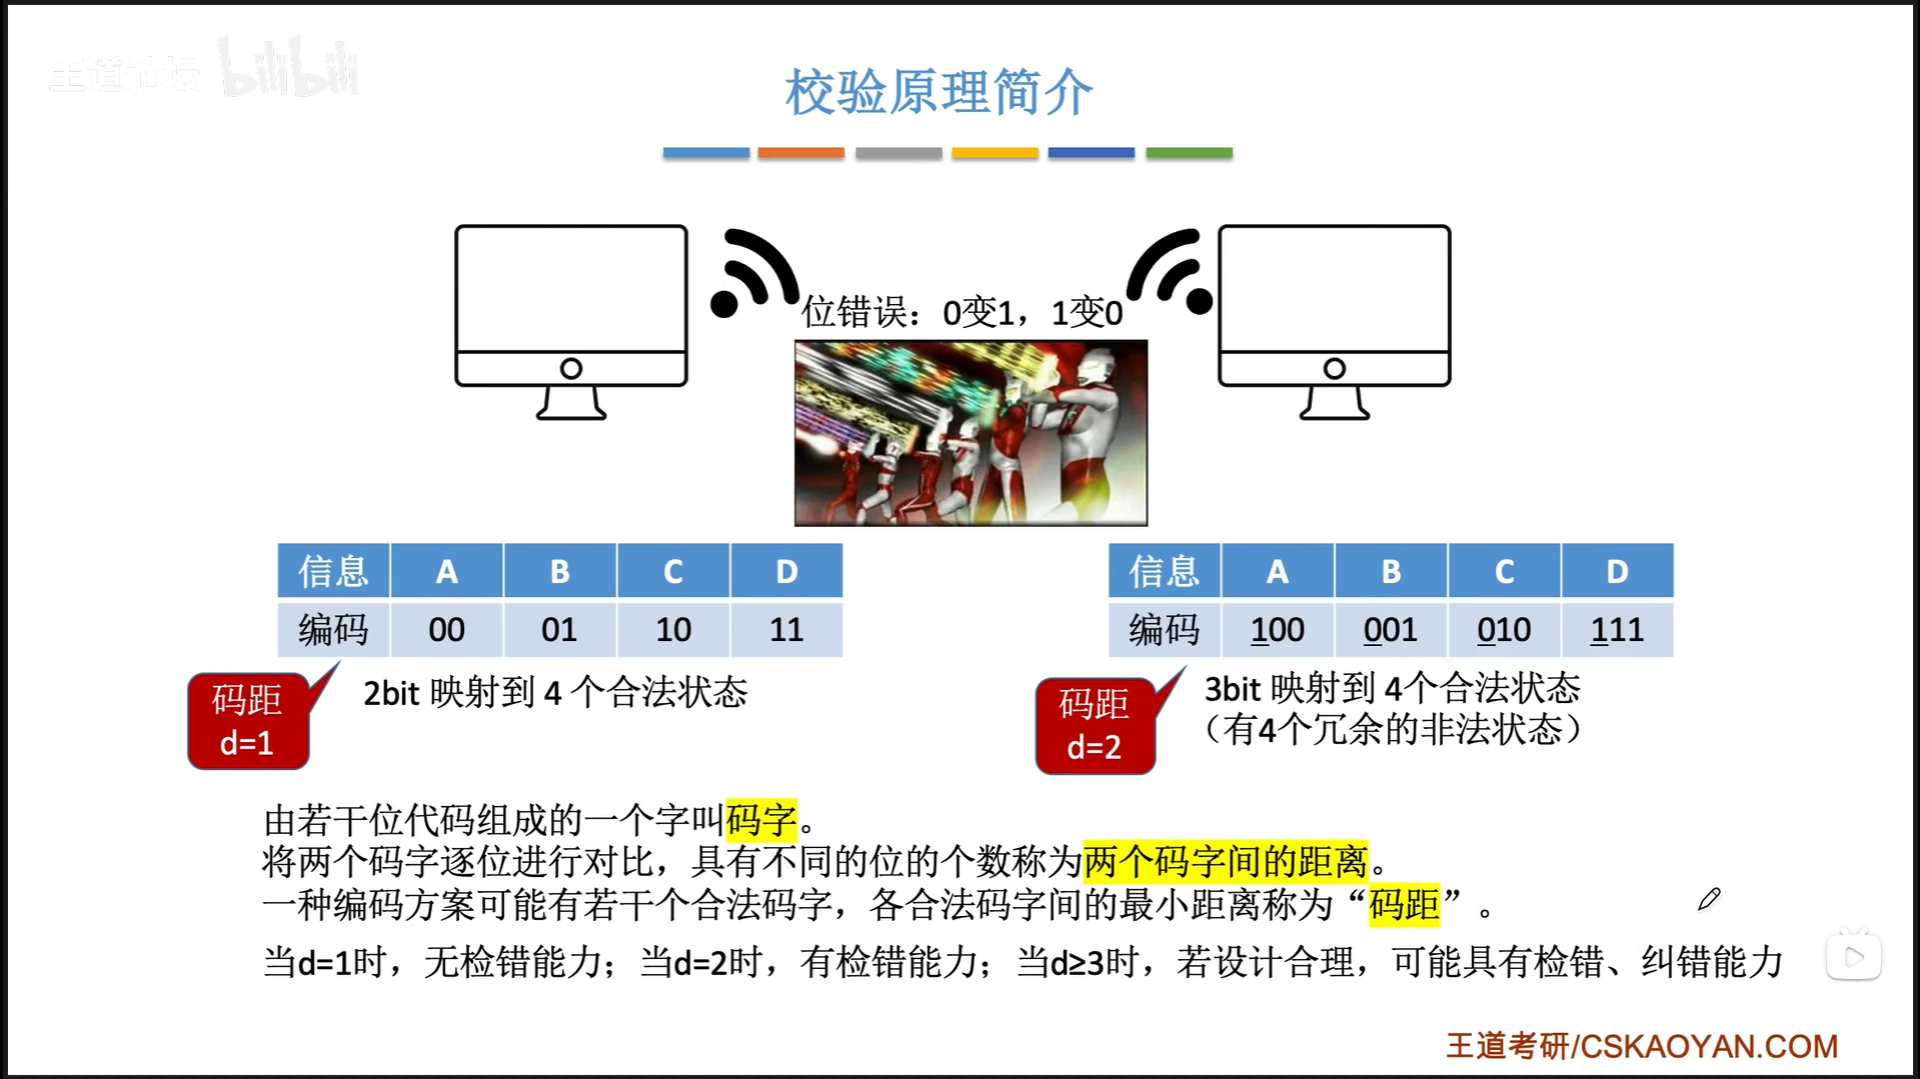 王道论坛 bilibili
校验原理简介
位错误：0变1，1变0
信息 A B C D
编码 00 01 10 11
信息 A B C D
编码 100 001 010 111
码距
d=1
2bit 映射到 4 个合法状态
码距
d=2
3bit 映射到 4个合法状态
（有4个冗余的非法状态）
由若干位代码组成的一个字叫码字。
将两个码字逐位进行对比，具有不同的位的个数称为两个码字间的距离。
一种编码方案可能有若干个合法码字，各合法码字间的最小距离称为“码距”。
当d=1时，无检错能力；当d=2时，有检错能力；当d≥3时，若设计合理，可能具有检错、纠错能力
王道考研/CSKAOYAN.COM